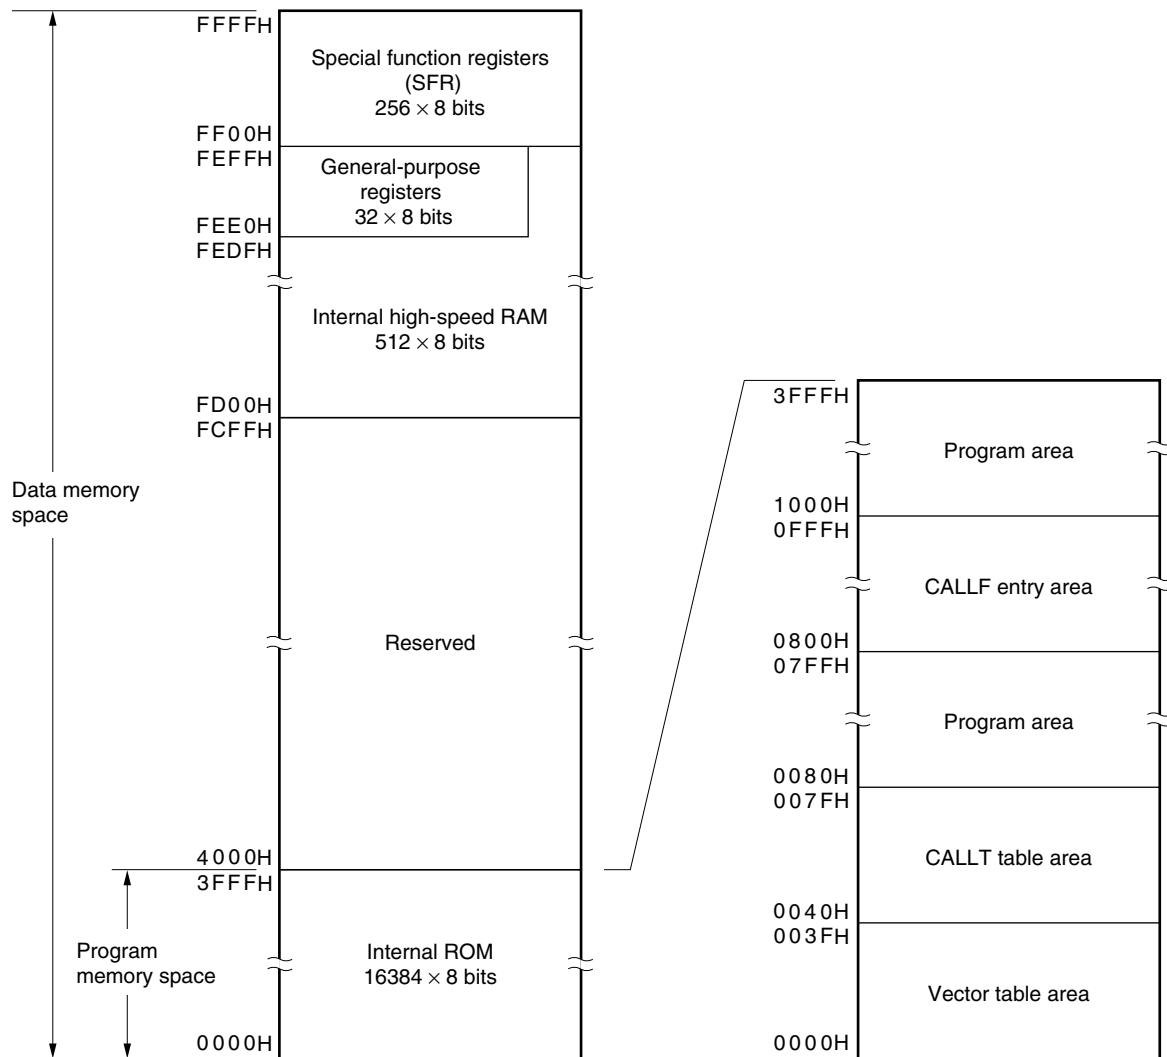 FFFFH
Special function registers
(SFR)
256 × 8 bits
FF00H
FEFFH
General-purpose
registers
32 × 8 bits
FEE0H
FEDFH
Internal high-speed RAM
512 × 8 bits
FD00H
FCFFH
Data memory
space
Reserved
4000H
3FFFH
Program
memory space
Internal ROM
16384 × 8 bits
0000H
3FFFH
Program area
1000H
0FFFH
CALLF entry area
0800H
07FFH
Program area
0080H
007FH
CALLT table area
0040H
003FH
Vector table area
0000H